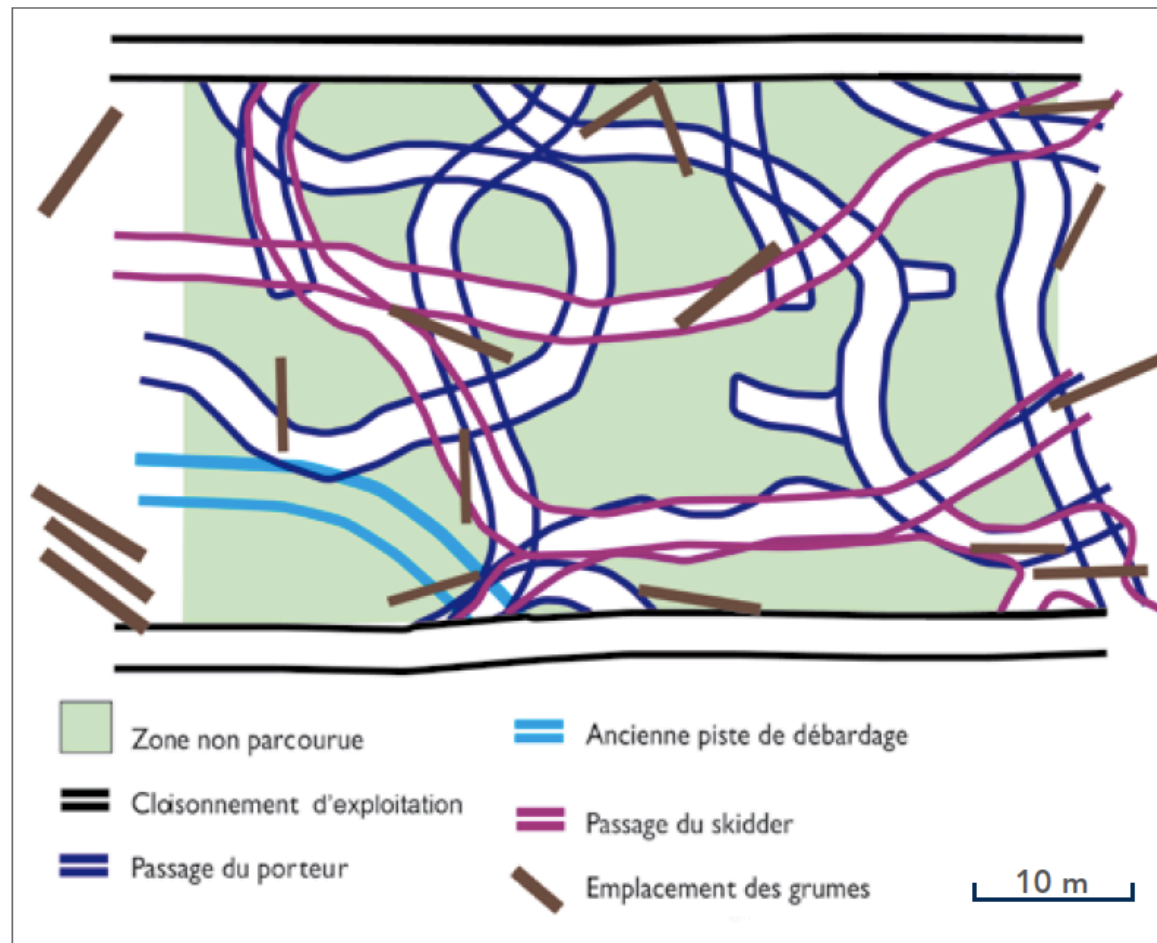 Zone non parcourue
Cloisonnement d'exploitation
Passage du porteur
Ancienne piste de débardage
Passage du skidder
Emplacement des grumes
10 m